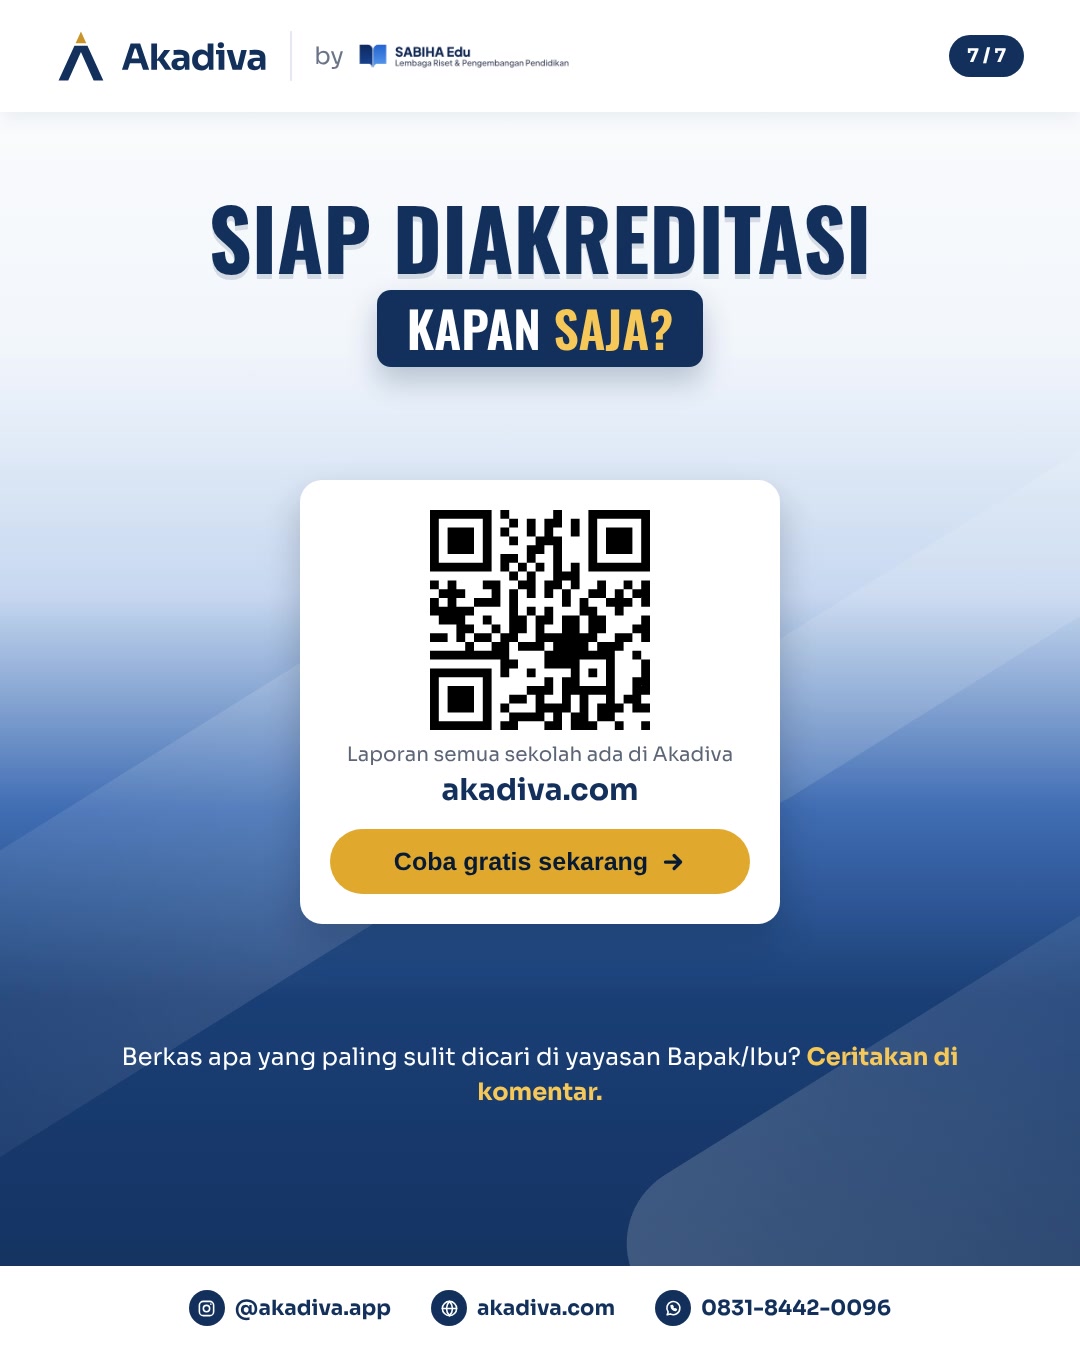 Akadiva
by
SABIHA Edu
Lembaga Riset & Pengembangan Pendidikan
7 / 7
SIAP DIAKREDITASI
KAPAN SAJA?
Laporan semua sekolah ada di Akadiva
akadiva.com
Coba gratis sekarang →
Berkas apa yang paling sulit dicari di yayasan Bapak/Ibu? Ceritakan di
komentar.
@akadiva.app
akadiva.com
0831-8442-0096